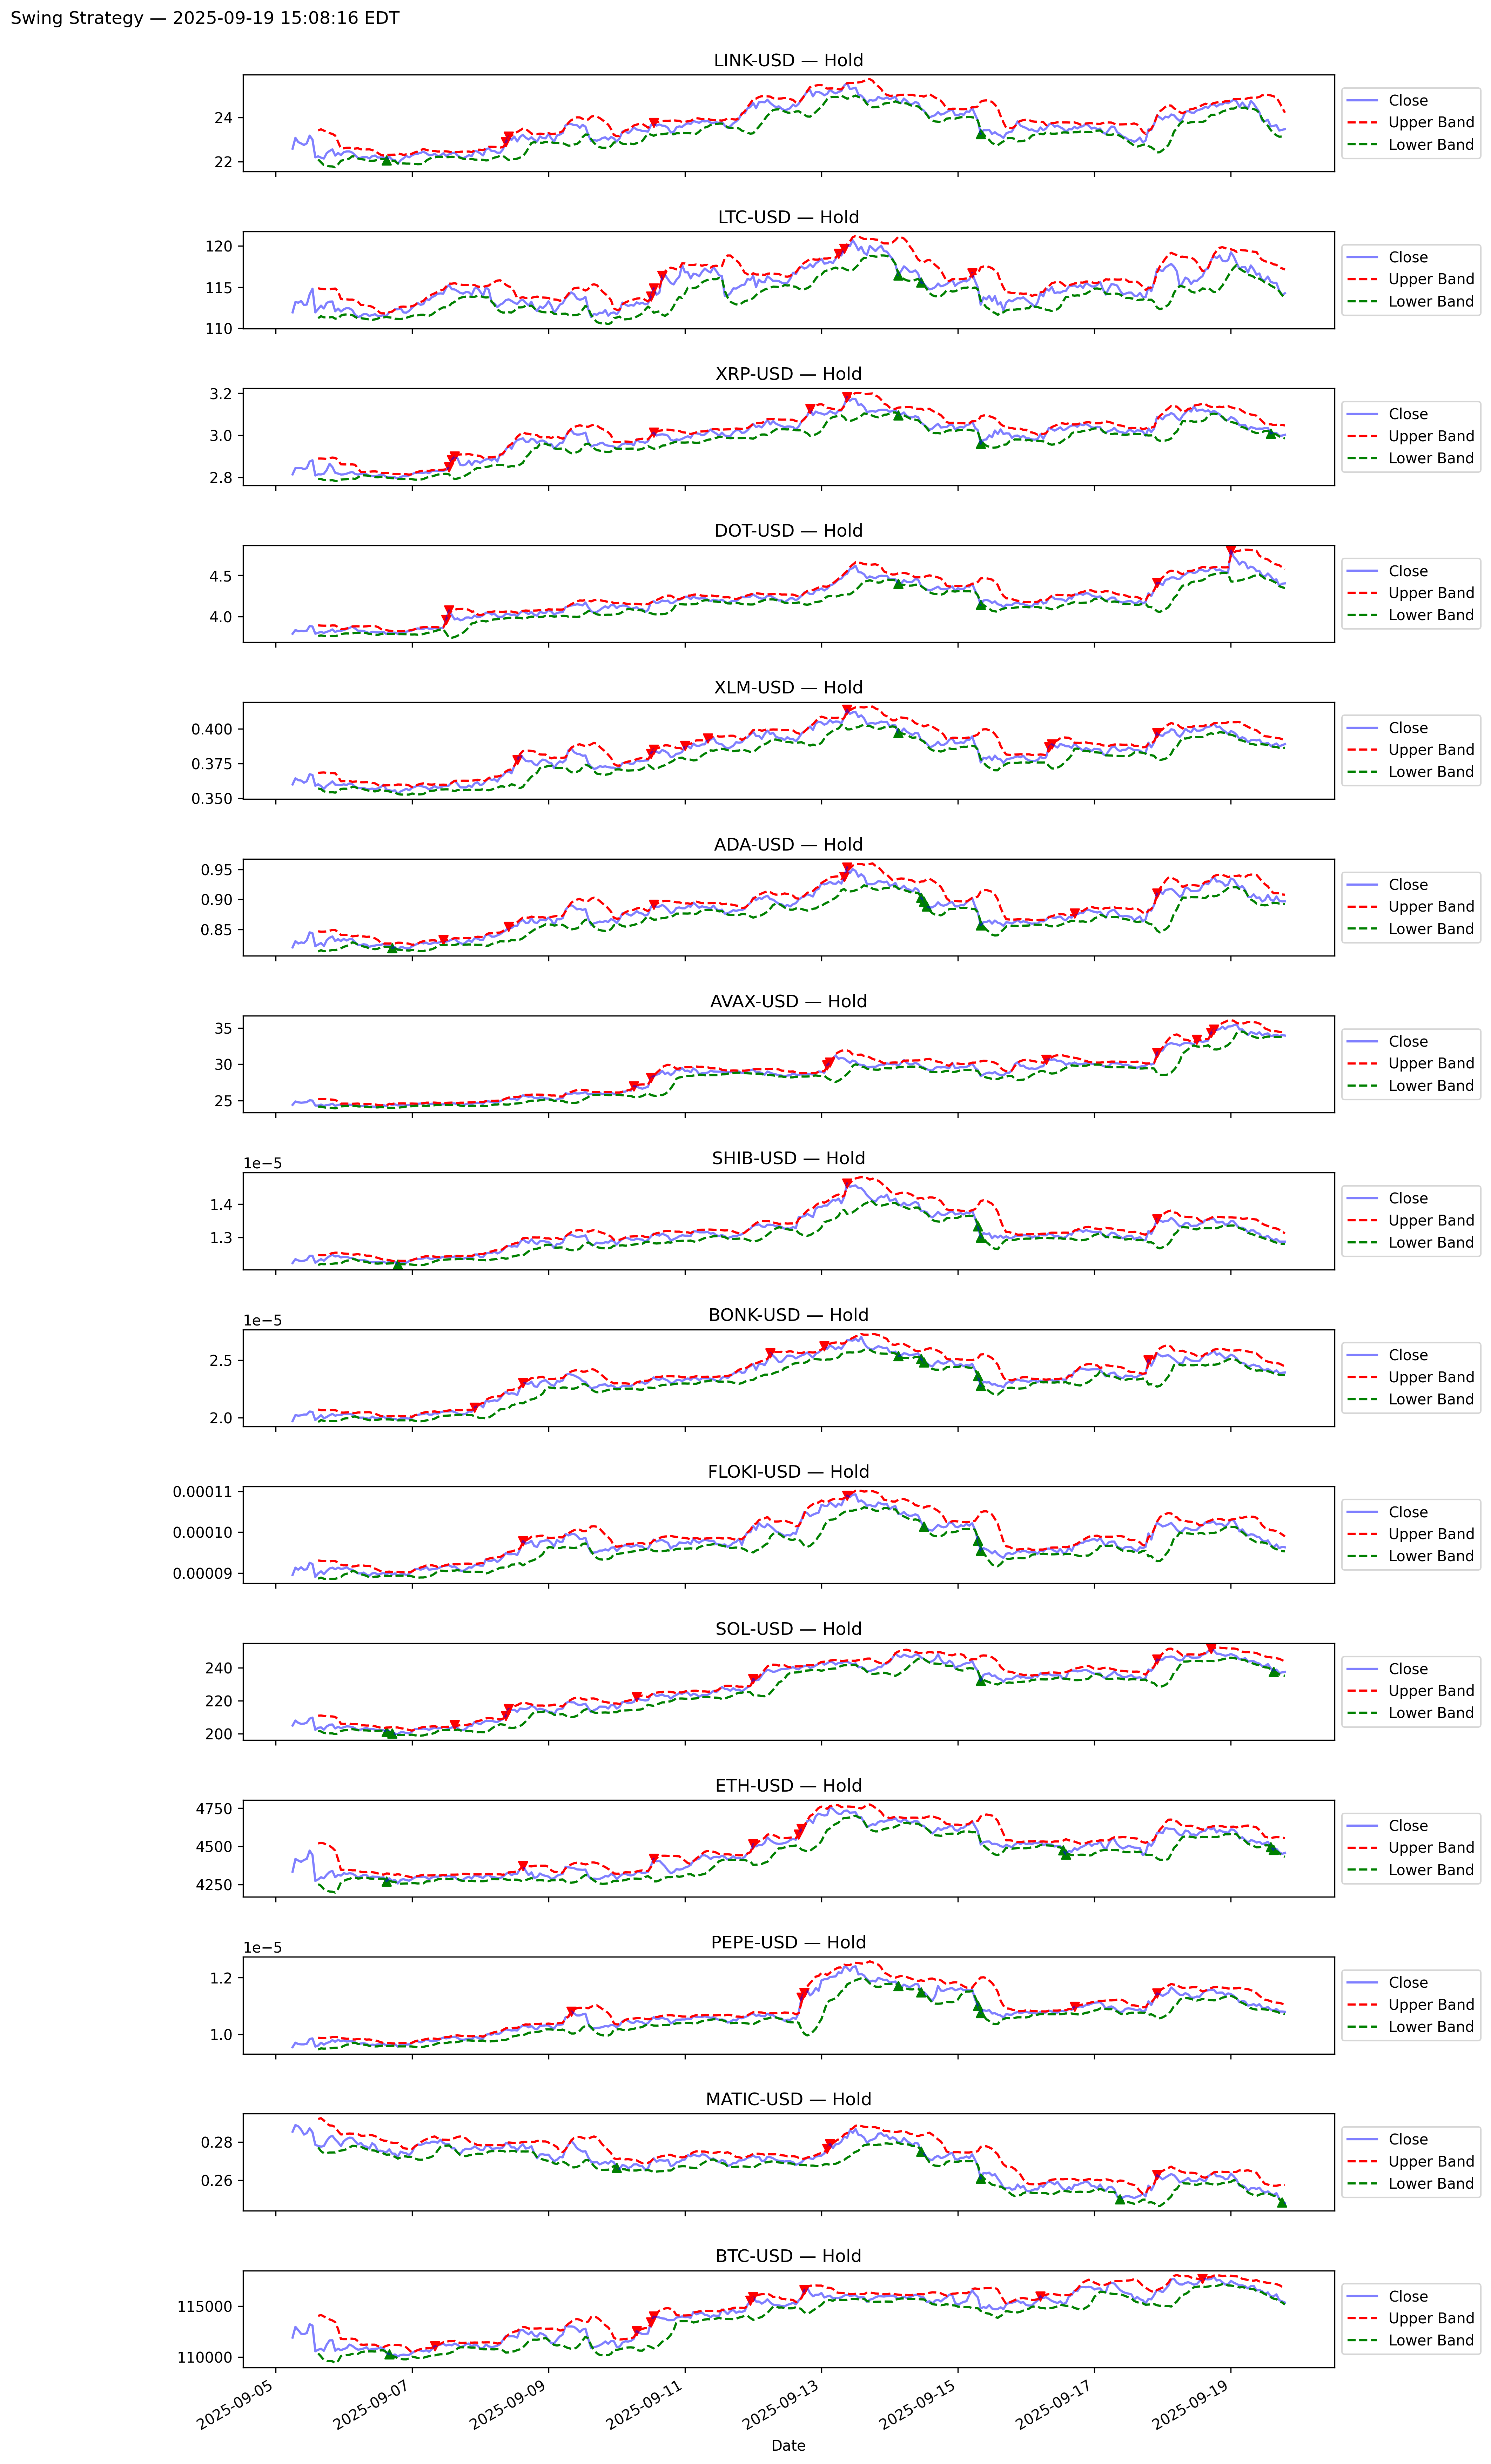 Swing Strategy — 2025-09-19 15:08:16 EDT
LINK-USD — Hold
24
22
Close
Upper Band
Lower Band
LTC-USD — Hold
120
115
110
Close
Upper Band
Lower Band
XRP-USD — Hold
3.2
3.0
2.8
Close
Upper Band
Lower Band
DOT-USD — Hold
4.5
4.0
Close
Upper Band
Lower Band
XLM-USD — Hold
0.400
0.375
0.350
Close
Upper Band
Lower Band
ADA-USD — Hold
0.95
0.90
0.85
Close
Upper Band
Lower Band
AVAX-USD — Hold
35
30
25
Close
Upper Band
Lower Band
SHIB-USD — Hold
1e−5
1.4
1.3
Close
Upper Band
Lower Band
BONK-USD — Hold
1e−5
2.5
2.0
Close
Upper Band
Lower Band
FLOKI-USD — Hold
0.00011
0.00010
0.00009
Close
Upper Band
Lower Band
SOL-USD — Hold
240
220
200
Close
Upper Band
Lower Band
ETH-USD — Hold
4750
4500
4250
Close
Upper Band
Lower Band
PEPE-USD — Hold
1e−5
1.2
1.0
Close
Upper Band
Lower Band
MATIC-USD — Hold
0.28
0.26
Close
Upper Band
Lower Band
BTC-USD — Hold
115000
110000
Close
Upper Band
Lower Band
2025-09-05
2025-09-07
2025-09-09
2025-09-11
2025-09-13
2025-09-15
2025-09-17
2025-09-19
Date